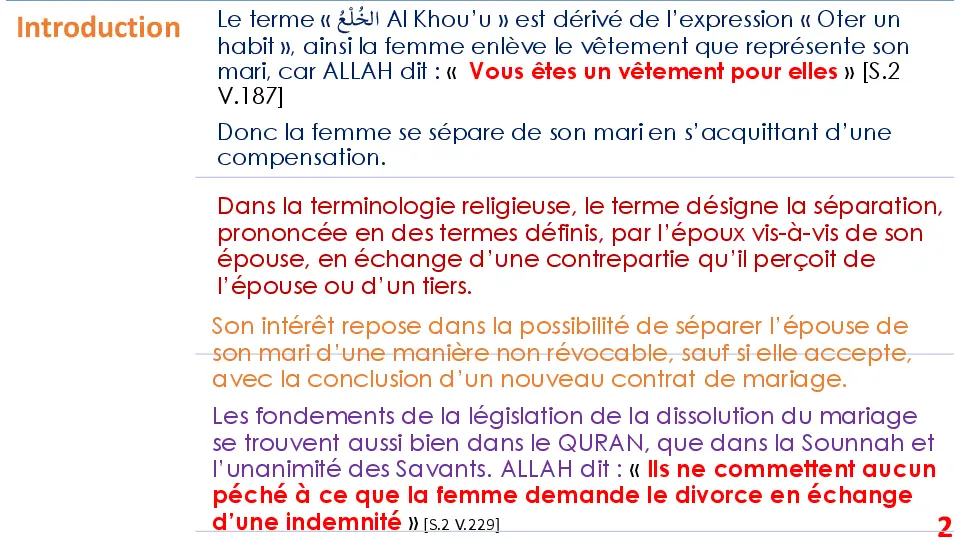 Introduction
Le terme « الخُلْعُ Al Khou’u » est dérivé de l’expression « Oter un
habit », ainsi la femme enlève le vêtement que représente son
mari, car ALLAH dit : « Vous êtes un vêtement pour elles » [S.2
V.187]
Donc la femme se sépare de son mari en s’acquittant d’une
compensation.
Dans la terminologie religieuse, le terme désigne la séparation,
prononcée en des termes définis, par l’époux vis-à-vis de son
épouse, en échange d’une contrepartie qu’il perçoit de
l’épouse ou d’un tiers.
Son intérêt repose dans la possibilité de séparer l’épouse de
son mari d’une manière non révocable, sauf si elle accepte,
avec la conclusion d’un nouveau contrat de mariage.
Les fondements de la législation de la dissolution du mariage
se trouvent aussi bien dans le QURAN, que dans la Sounnah et
l’unanimité des Savants. ALLAH dit : « Ils ne commettent aucun
péché à ce que la femme demande le divorce en échange
d’une indemnité » [S.2 V.229]
2